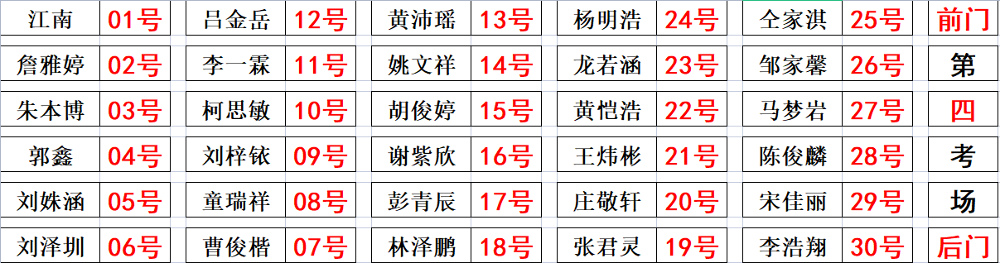 江南 01号 吕金岳 12号 黄沛瑶 13号 杨明浩 24号 仝家淇 25号 前门
詹雅婷 02号 李一霖 11号 姚文祥 14号 龙若涵 23号 邹家馨 26号 第
朱本博 03号 柯思敏 10号 胡俊婷 15号 黄恺浩 22号 马梦岩 27号 四
郭鑫 04号 刘梓铱 09号 谢紫欣 16号 王炜彬 21号 陈俊麟 28号 考
刘姝涵 05号 童瑞祥 08号 彭青辰 17号 庄敬轩 20号 宋佳丽 29号 场
刘泽圳 06号 曹俊楷 07号 林泽鹏 18号 张君灵 19号 李浩翔 30号 后门